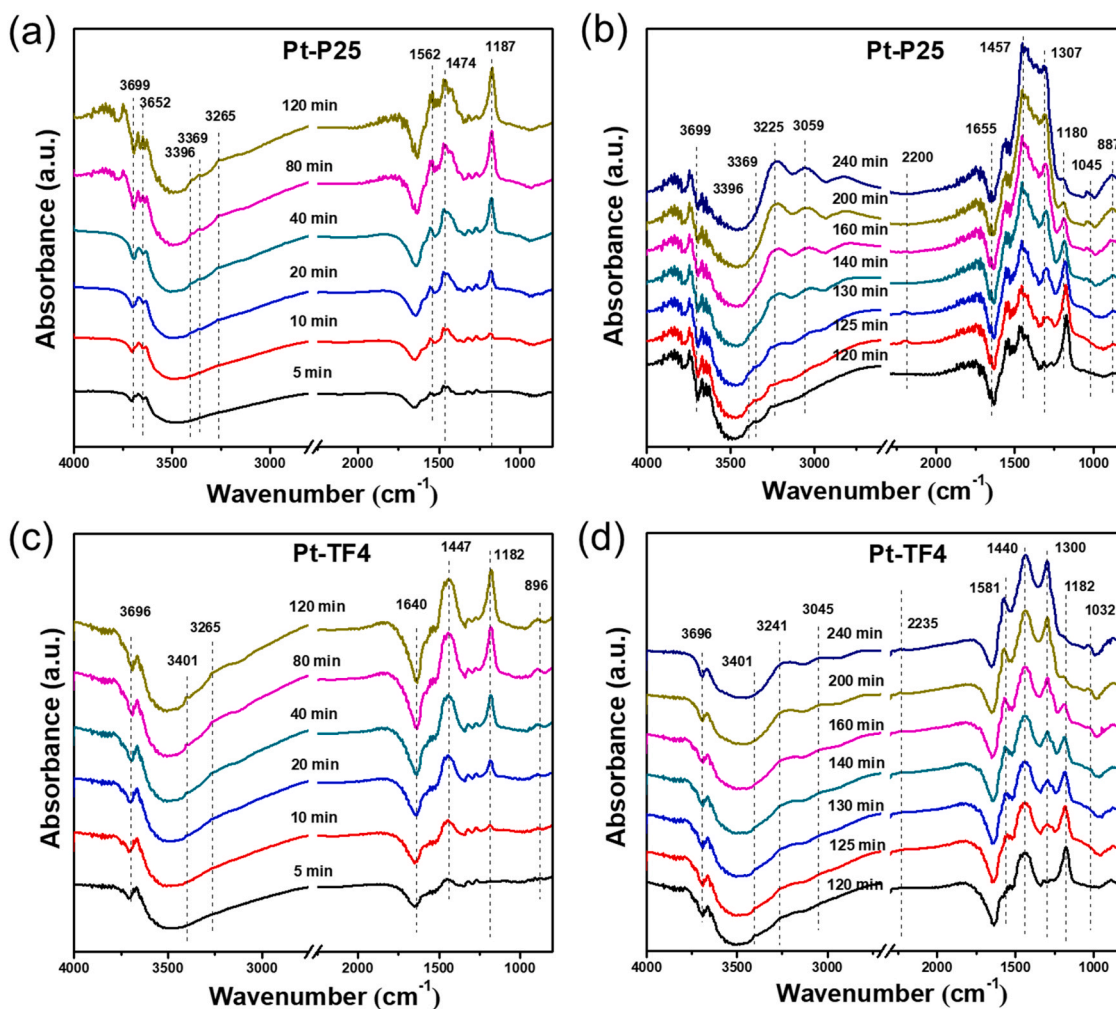 (a)
Pt-P25
3699
3652
3396
3369
3265
1562
1474
1187
120 min
80 min
40 min
20 min
10 min
5 min
Absorbance (a.u.)
4000 3500 3000 2000 1500 1000
Wavenumber (cm⁻¹)
(b)
Pt-P25
3699
3396
3369
3225
3059
2200
1655
1457
1307
1180
1045
887
240 min
200 min
160 min
140 min
130 min
125 min
120 min
Absorbance (a.u.)
4000 3500 3000 2000 1500 1000
Wavenumber (cm⁻¹)
(c)
Pt-TF4
3696
3401
3265
1640
1447
1182
896
120 min
80 min
40 min
20 min
10 min
5 min
Absorbance (a.u.)
4000 3500 3000 2000 1500 1000
Wavenumber (cm⁻¹)
(d)
Pt-TF4
3696
3401
3241
3045
2235
1581
1440
1300
1182
1032
240 min
200 min
160 min
140 min
130 min
125 min
120 min
Absorbance (a.u.)
4000 3500 3000 2000 1500 1000
Wavenumber (cm⁻¹)